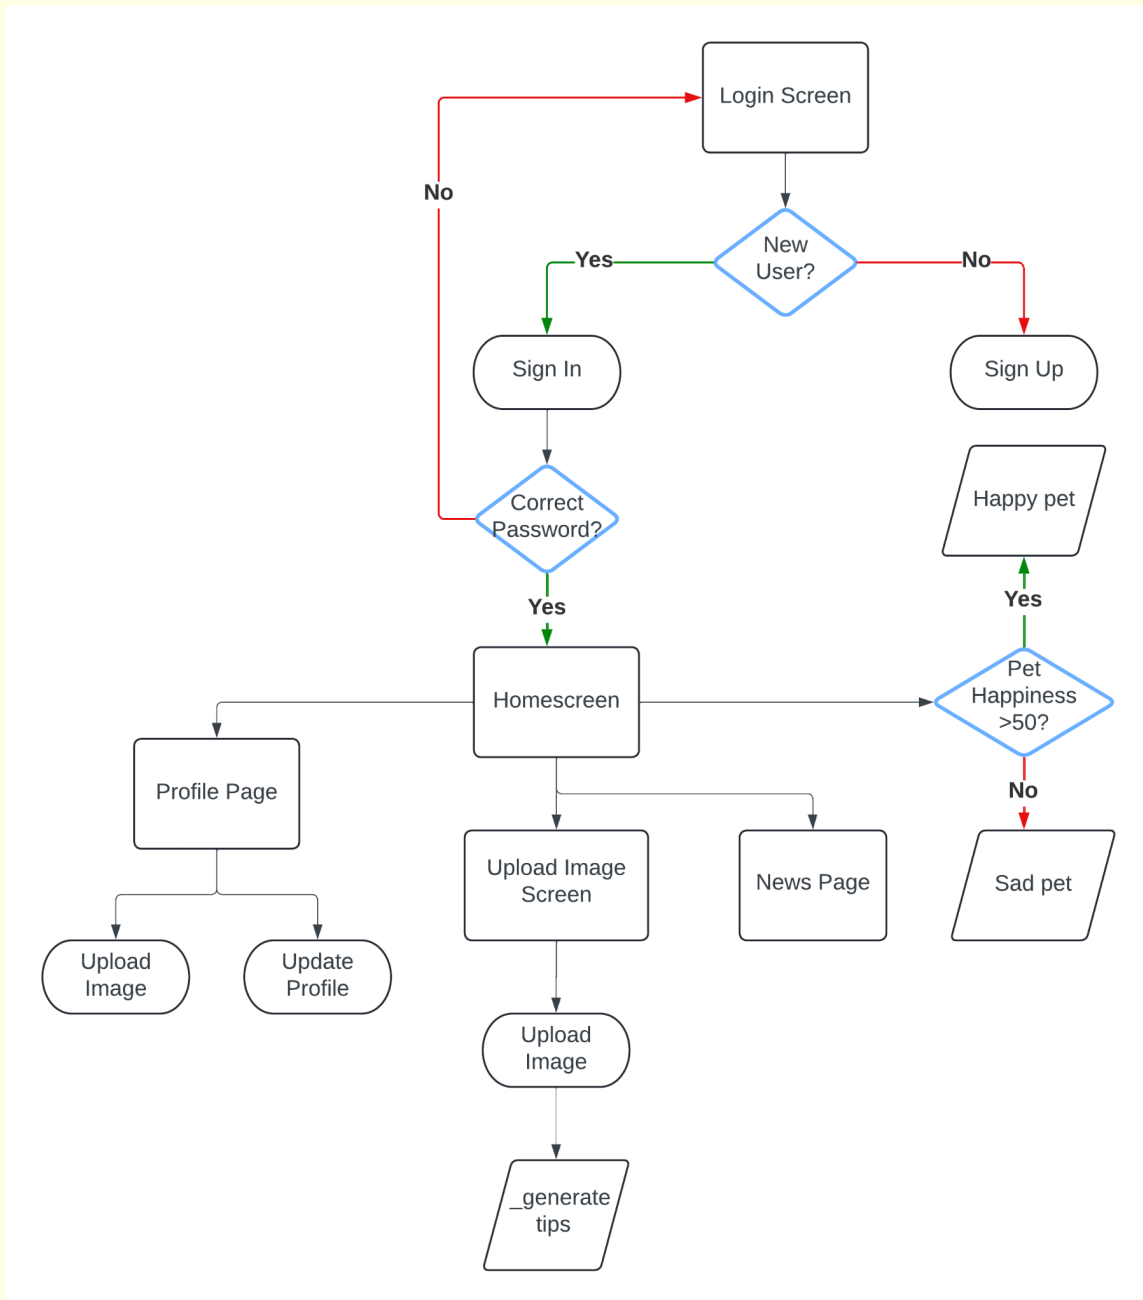 Login Screen
No
New
User?
Yes
No
Sign In
Sign Up
Correct
Password?
Happy pet
Yes
Yes
Homescreen
Pet
Happiness
>50?
Profile Page
No
Upload Image
Screen
News Page
Sad pet
Upload
Image
Update
Profile
Upload
Image
_generate
tips